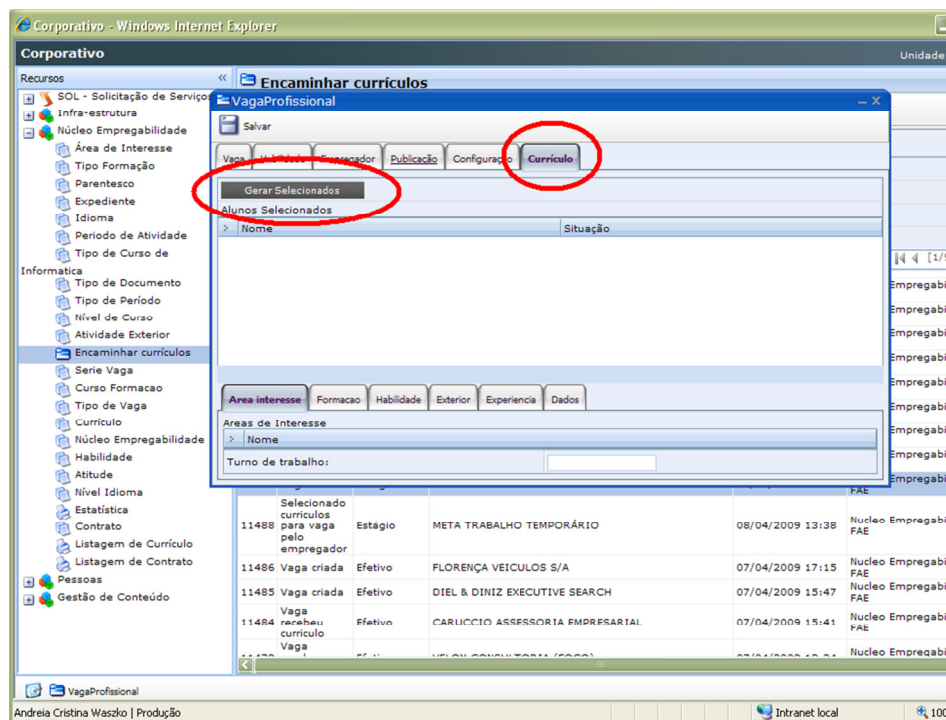 Corporativo - Windows Internet Explorer
Corporativo
Unidade
Recursos
Encaminhar currículos
SOL - Solicitação de Serviços
Infra-estrutura
Núcleo Empregabilidade
Área de Interesse
Tipo Formação
Parentesco
Expediente
Idioma
Periodo de Atividade
Tipo de Curso de
Informatica
Tipo de Documento
Tipo de Período
Nível de Curso
Atividade Exterior
Encaminhar currículos
Serie Vaga
Curso Formacao
Tipo de Vaga
Currículo
Núcleo Empregabilidade
Habilidade
Atitude
Nível Idioma
Estatística
Contrato
Listagem de Currículo
Listagem de Contrato
Pessoas
Gestão de Conteúdo
VagaProfissional
Salvar
Vaga Empregador Publicação Configuração Currículo
Gerar Selecionados
Alunos Selecionados
Nome Situação
Area interesse Formacao Habilidade Exterior Experiencia Dados
Areas de Interesse
Nome
Turno de trabalho:
FAE
11488 Selecionado curriculos para vaga pelo empregador Estágio META TRABALHO TEMPORÁRIO 08/04/2009 13:38 Nucleo Empregabi FAE
11486 Vaga criada Efetivo FLORENÇA VEICULOS S/A 07/04/2009 17:15 Nucleo Empregabi FAE
11485 Vaga criada Efetivo DIEL & DINIZ EXECUTIVE SEARCH 07/04/2009 15:47 Nucleo Empregabi FAE
11484 Vaga recebeu curriculo Efetivo CARUCCIO ASSESSORIA EMPRESARIAL 07/04/2009 15:41 Nucleo Empregabi FAE
Vaga Nucleo Empregabi
VagaProfissional
Andreia Cristina Waszko | Produção
Intranet local
100